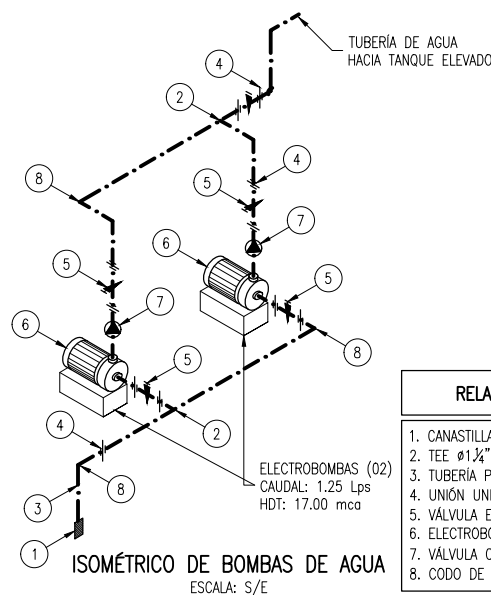 TUBERÍA DE AGUA
HACIA TANQUE ELEVADO
4
2
8
4
5
7
6
5
5
7
6
5
8
4
2
3
8
1
ELECTROBOMBAS (02)
CAUDAL: 1.25 Lps
HDT: 17.00 mca
ISOMÉTRICO DE BOMBAS DE AGUA
ESCALA: S/E
RELA
1. CANASTILLA
2. TEE ø1¼"
3. TUBERÍA P
4. UNIÓN UNI
5. VÁLVULA E
6. ELECTROBO
7. VÁLVULA C
8. CODO DE